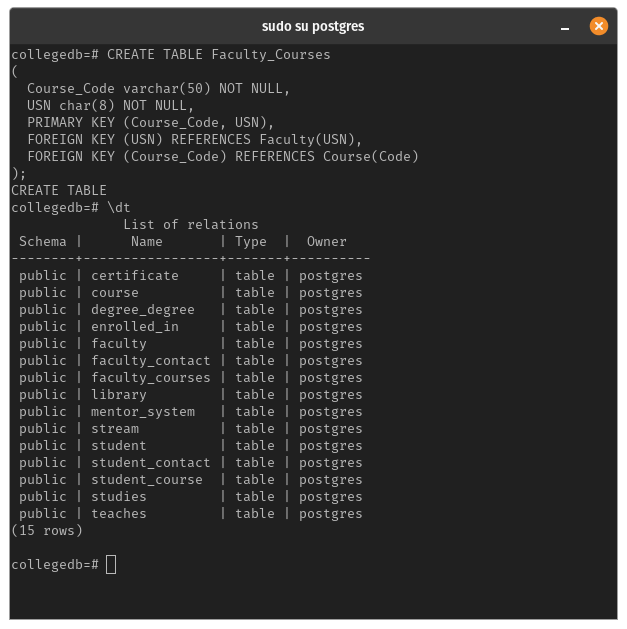 sudo su postgres
collegedb=# CREATE TABLE Faculty_Courses
(
  Course_Code varchar(50) NOT NULL,
  USN char(8) NOT NULL,
  PRIMARY KEY (Course_Code, USN),
  FOREIGN KEY (USN) REFERENCES Faculty(USN),
  FOREIGN KEY (Course_Code) REFERENCES Course(Code)
);
CREATE TABLE
collegedb=# \dt
              List of relations
 Schema |      Name       | Type  |  Owner
--------+-----------------+-------+----------
 public | certificate     | table | postgres
 public | course          | table | postgres
 public | degree_degree   | table | postgres
 public | enrolled_in     | table | postgres
 public | faculty         | table | postgres
 public | faculty_contact | table | postgres
 public | faculty_courses | table | postgres
 public | library         | table | postgres
 public | mentor_system   | table | postgres
 public | stream          | table | postgres
 public | student         | table | postgres
 public | student_contact | table | postgres
 public | student_course  | table | postgres
 public | studies         | table | postgres
 public | teaches         | table | postgres
(15 rows)
collegedb=#